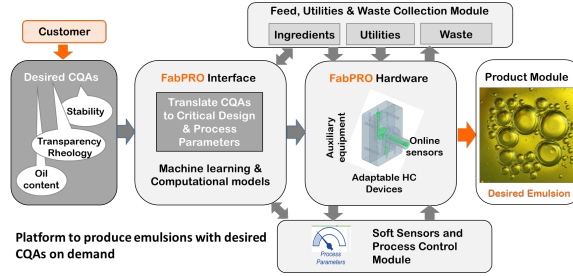 Feed, Utilities & Waste Collection Module
Customer
Ingredients
Utilities
Waste
Desired CQAs
Stability
Transparency
Rheology
Oil
content
FabPRO Interface
Translate CQAs
to Critical Design
& Process
Parameters
Machine learning &
Computational models
FabPRO Hardware
Auxiliary
equipment
Online
sensors
Adaptable HC
Devices
Product Module
Desired Emulsion
Platform to produce emulsions with desired
CQAs on demand
Process
Parameters
Soft Sensors and
Process Control
Module